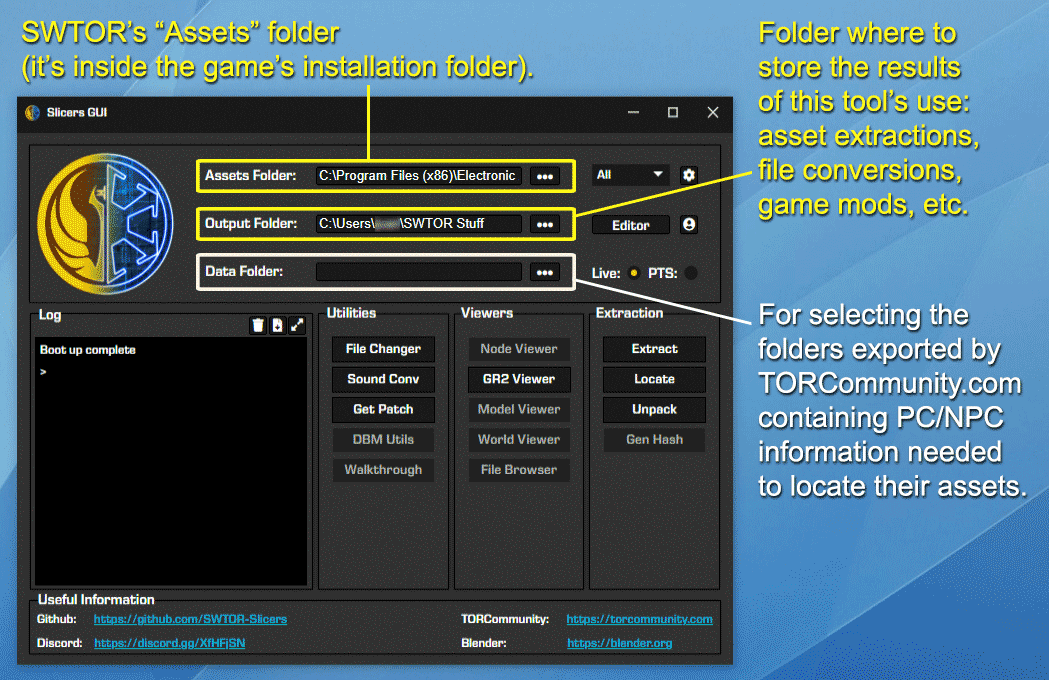 SWTOR’s “Assets” folder
(it’s inside the game’s installation folder).
Folder where to
store the results
of this tool’s use:
asset extractions,
file conversions,
game mods, etc.
Slicers GUI
Assets Folder: C:\Program Files (x86)\Electronic ••• All
Output Folder: C:\Users\ \SWTOR Stuff ••• Editor
Data Folder: ••• Live: PTS:
For selecting the
folders exported by
TORCommunity.com
containing PC/NPC
information needed
to locate their assets.
Log
Boot up complete
>
Utilities
File Changer
Sound Conv
Get Patch
DBM Utils
Walkthrough
Viewers
Node Viewer
GR2 Viewer
Model Viewer
World Viewer
File Browser
Extraction
Extract
Locate
Unpack
Gen Hash
Useful Information
Github: https://github.com/SWTOR-Slicers TORCommunity: https://torcommunity.com
Discord: https://discord.gg/XfHFjSN Blender: https://blender.org